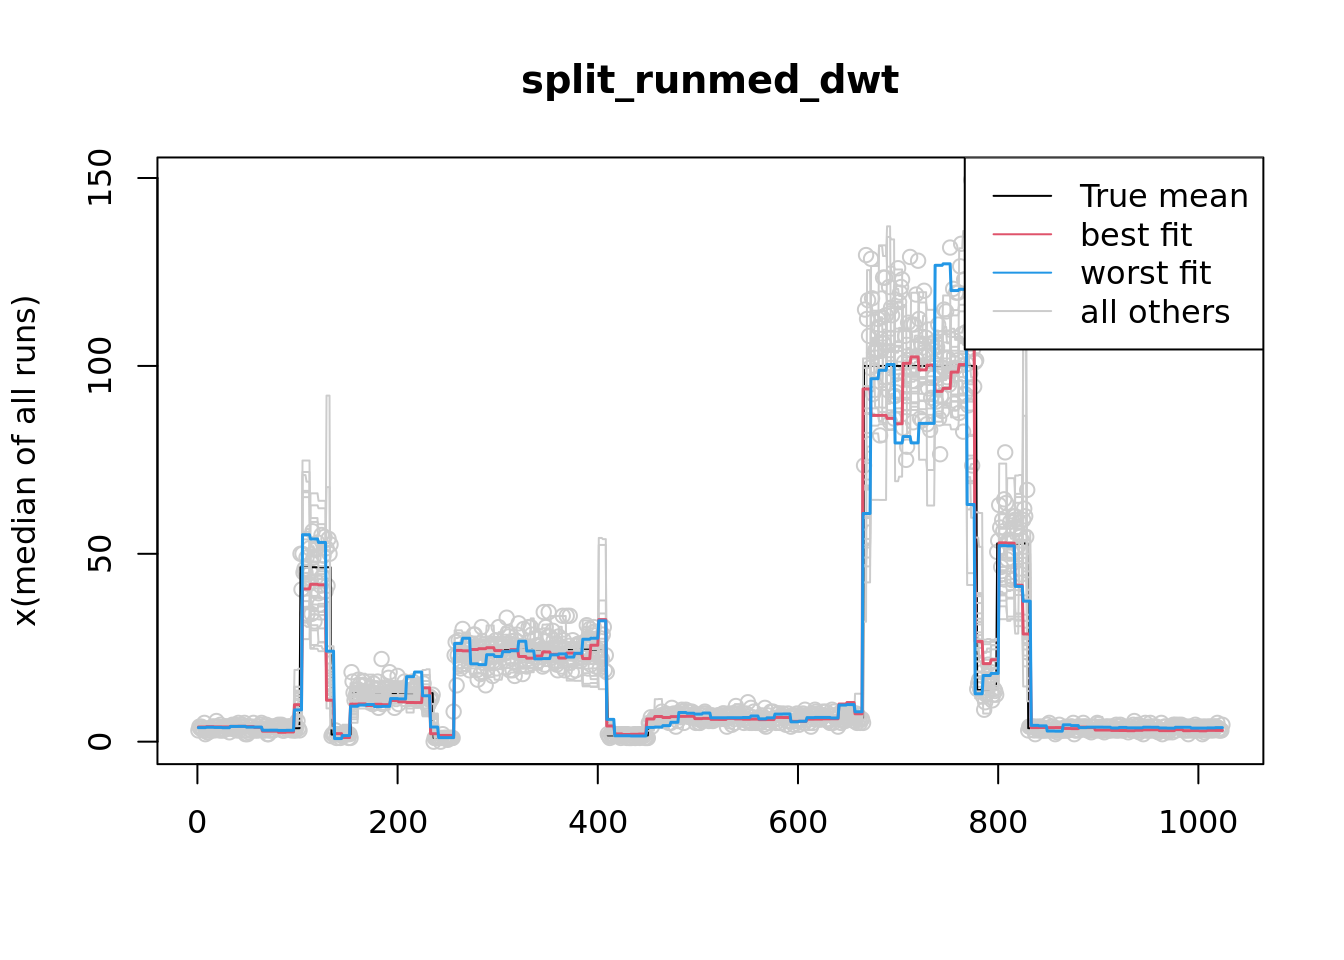 split_runmed_dwt
x(median of all runs)
150
100
50
0
True mean
best fit
worst fit
all others
0 200 400 600 800 1000